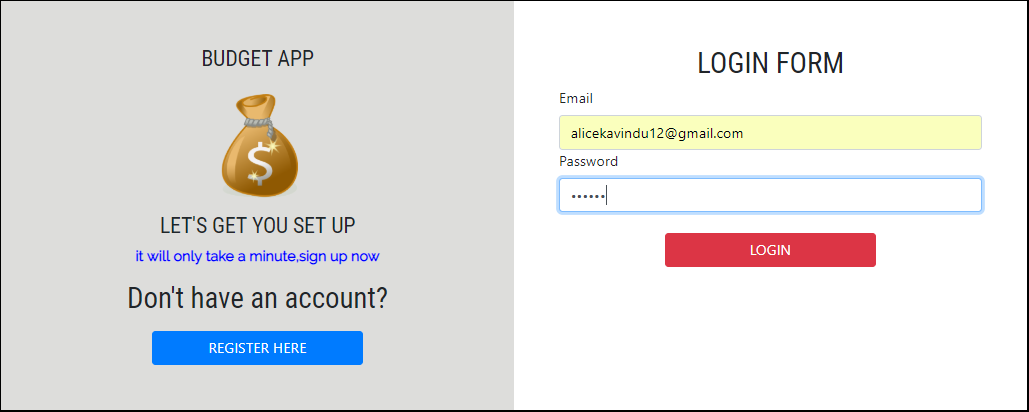 BUDGET APP
$
LET'S GET YOU SET UP
it will only take a minute,sign up now
Don't have an account?
REGISTER HERE
LOGIN FORM
Email
alicekavindu12@gmail.com
Password
••••••
LOGIN